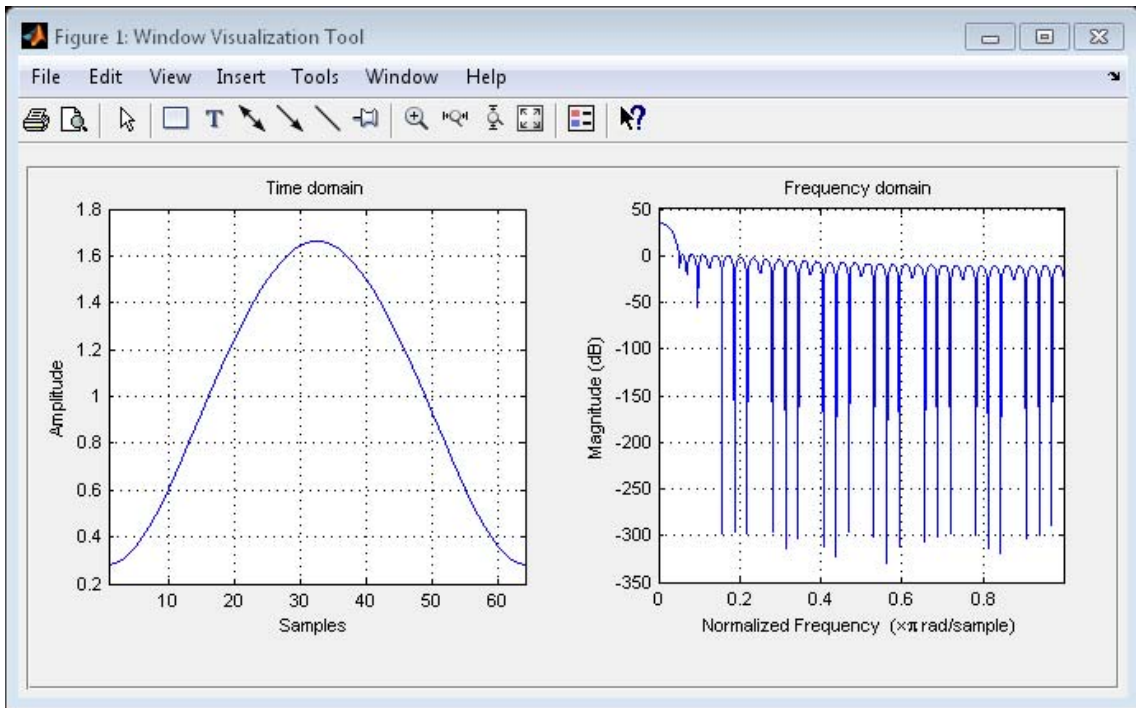 Figure 1: Window Visualization Tool
File Edit View Insert Tools Window Help
T
?
Time domain
1.8
1.6
1.4
1.2
1
0.8
0.6
0.4
0.2
Amplitude
10 20 30 40 50 60
Samples
Frequency domain
50
0
-50
-100
-150
-200
-250
-300
-350
Magnitude (dB)
0 0.2 0.4 0.6 0.8
Normalized Frequency (×π rad/sample)